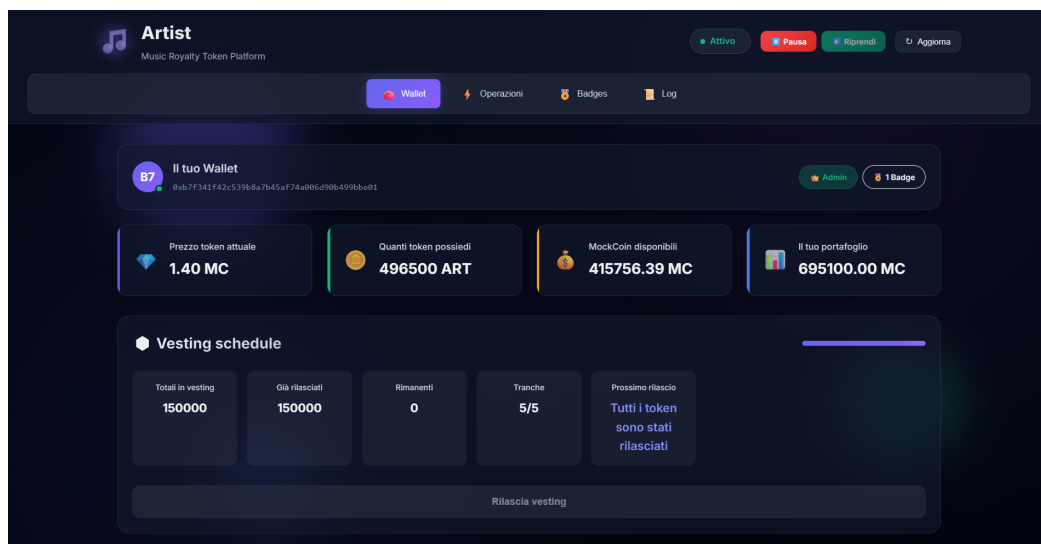 Artist
Music Royalty Token Platform
Attivo
Pausa
Riprendi
↻ Aggiorna
Wallet
Operazioni
Badges
Log
B7
Il tuo Wallet
0xb7f341f42c539b8a7b45af74a006d90b499bbe01
Admin
1 Badge
Prezzo token attuale
1.40 MC
Quanti token possiedi
496500 ART
MockCoin disponibili
415756.39 MC
Il tuo portafoglio
695100.00 MC
Vesting schedule
Totali in vesting
150000
Già rilasciati
150000
Rimanenti
0
Tranche
5/5
Prossimo rilascio
Tutti i token
sono stati
rilasciati
Rilascia vesting